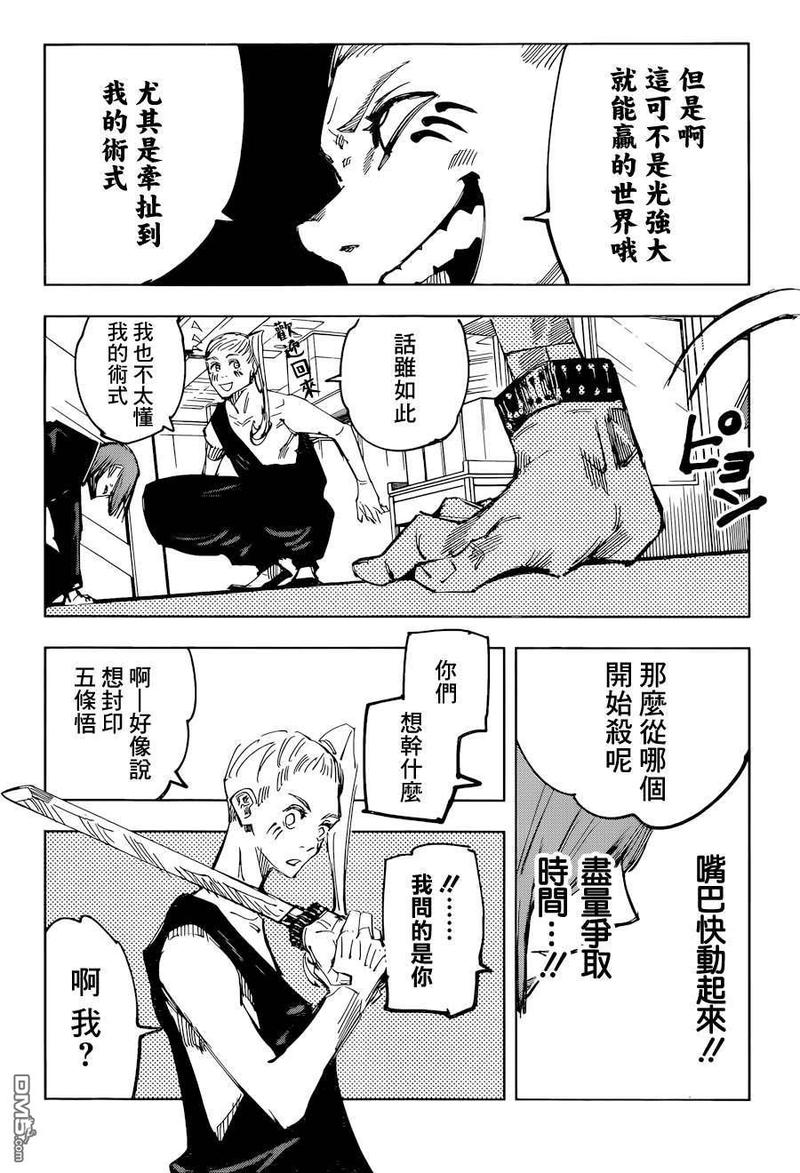 但是啊
這可不是光強大
就能贏的世界哦
尤其是牽扯到
我的術式
ピョン
話雖如此
歡迎回來
我也不太懂
我的術式
那麼從哪個
開始殺呢
嘴巴快動起來!!
盡量爭取
時間…!!
你們
想幹什麼
啊—好像說
想封印
五條悟
!!……
我問的是你
啊我?
DM5.com